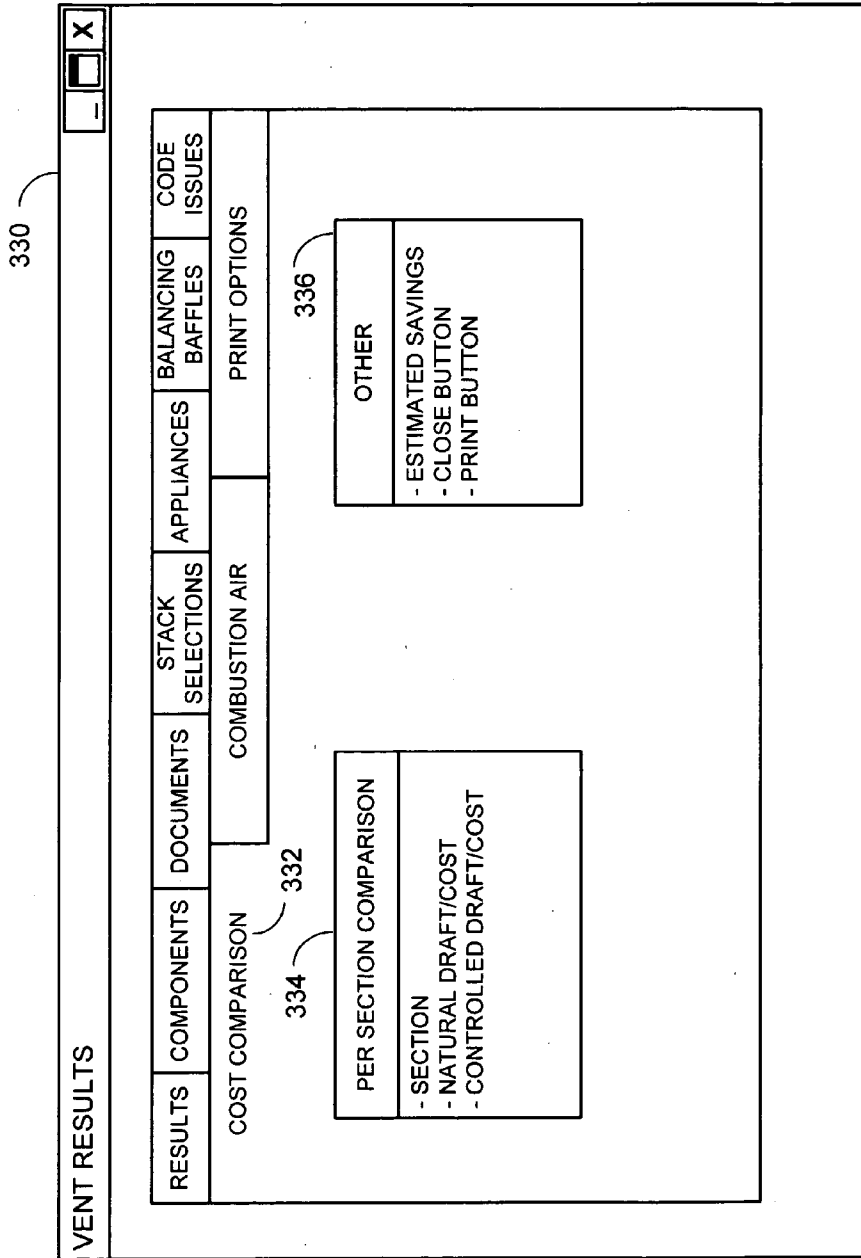 330
VENT RESULTS
_ X
RESULTS COMPONENTS DOCUMENTS STACK SELECTIONS APPLIANCES BALANCING BAFFLES CODE ISSUES
COST COMPARISON COMBUSTION AIR PRINT OPTIONS
332
334
PER SECTION COMPARISON
- SECTION
- NATURAL DRAFT/COST
- CONTROLLED DRAFT/COST
336
OTHER
- ESTIMATED SAVINGS
- CLOSE BUTTON
- PRINT BUTTON